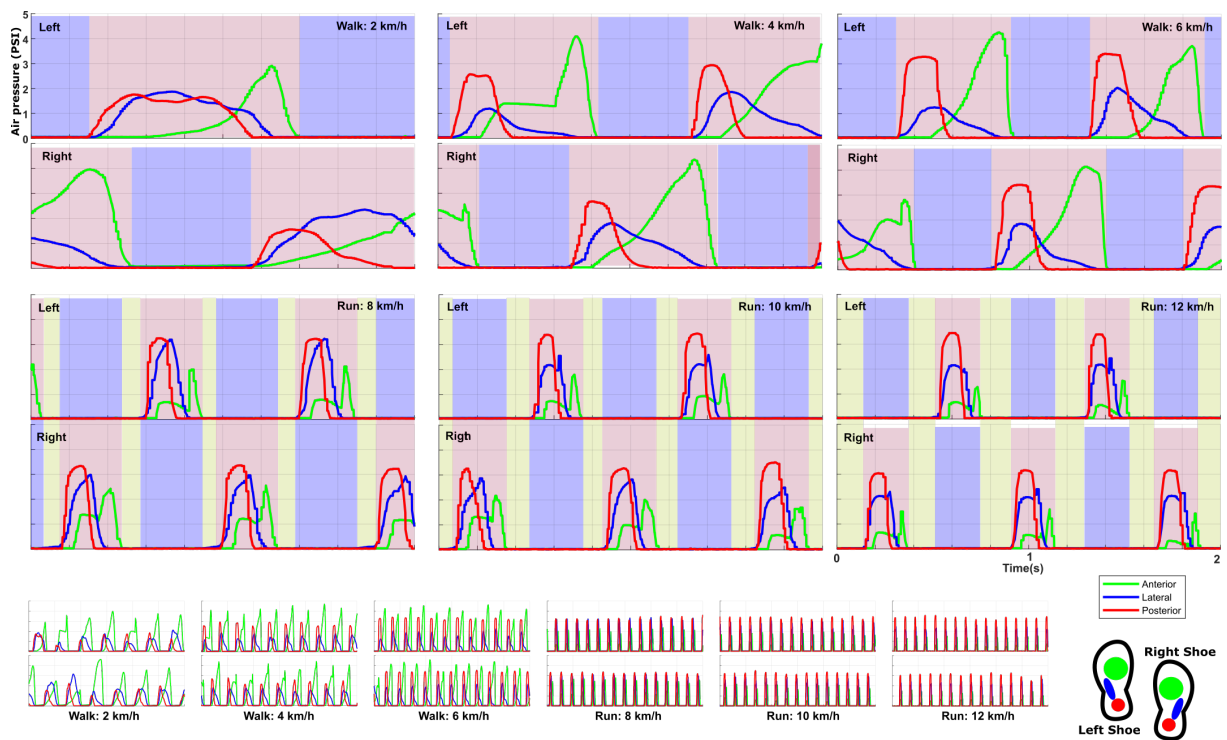 5
4
3
2
1
0
Air pressure (PSI)
Left
Walk: 2 km/h
Left
Walk: 4 km/h
Left
Walk: 6 km/h
Right
Right
Right
Left
Run: 8 km/h
Left
Run: 10 km/h
Left
Run: 12 km/h
Right
Right
Right
0
1
2
Time(s)
Anterior
Lateral
Posterior
Right Shoe
Left Shoe
Walk: 2 km/h
Walk: 4 km/h
Walk: 6 km/h
Run: 8 km/h
Run: 10 km/h
Run: 12 km/h